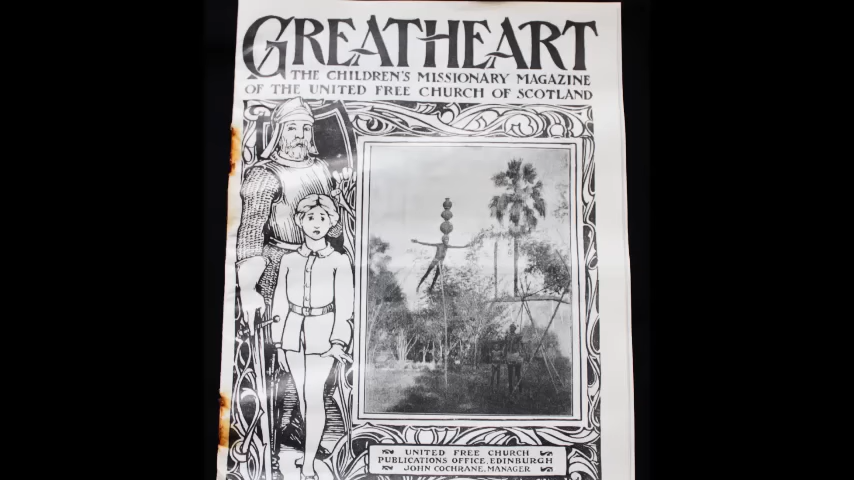 GREATHEART
THE CHILDREN'S MISSIONARY MAGAZINE
OF THE UNITED FREE CHURCH OF SCOTLAND
UNITED FREE CHURCH
PUBLICATIONS OFFICE, EDINBURGH
JOHN COCHRANE, MANAGER